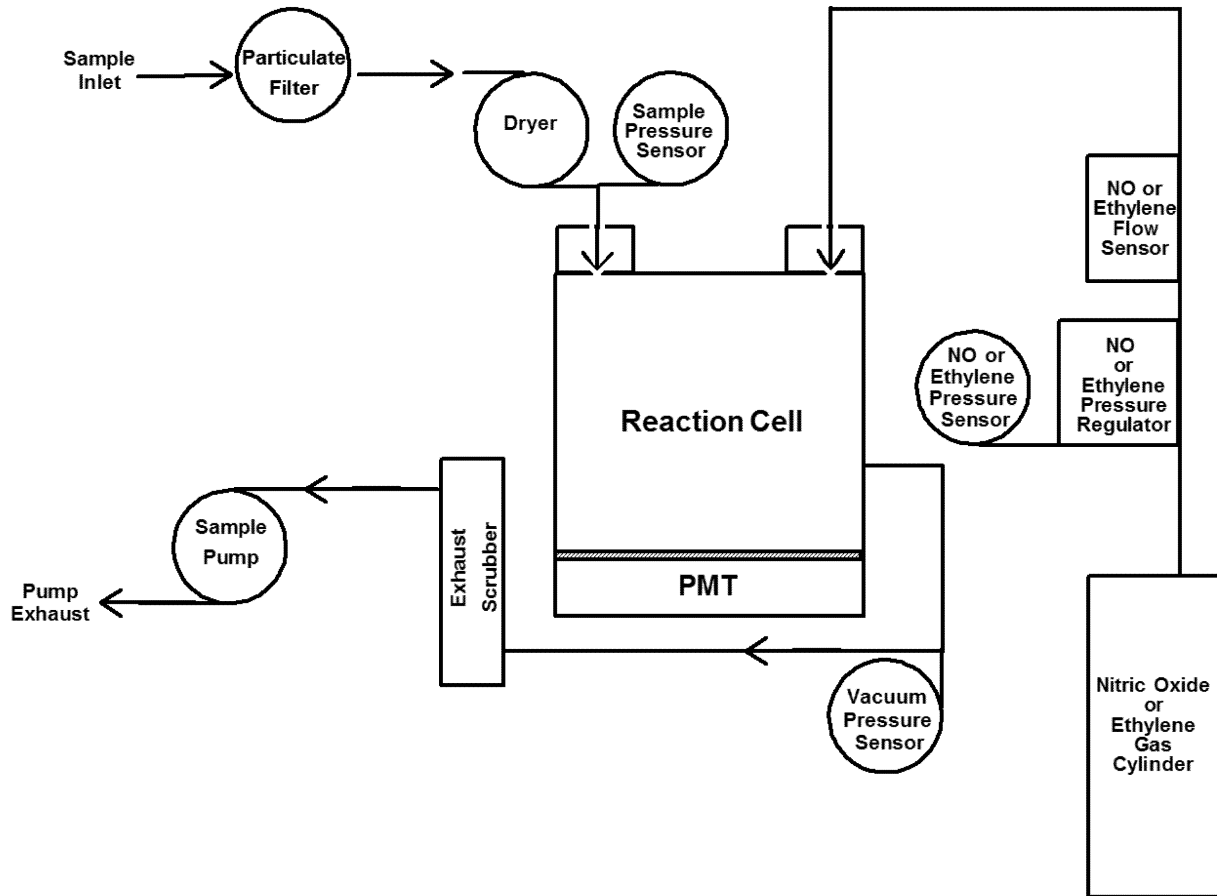 Sample
Inlet
Particulate
Filter
Dryer
Sample
Pressure
Sensor
NO or
Ethylene
Flow
Sensor
NO or
Ethylene
Pressure
Sensor
NO
or
Ethylene
Pressure
Regulator
Reaction Cell
PMT
Exhaust
Scrubber
Sample
Pump
Pump
Exhaust
Vacuum
Pressure
Sensor
Nitric Oxide
or
Ethylene
Gas
Cylinder